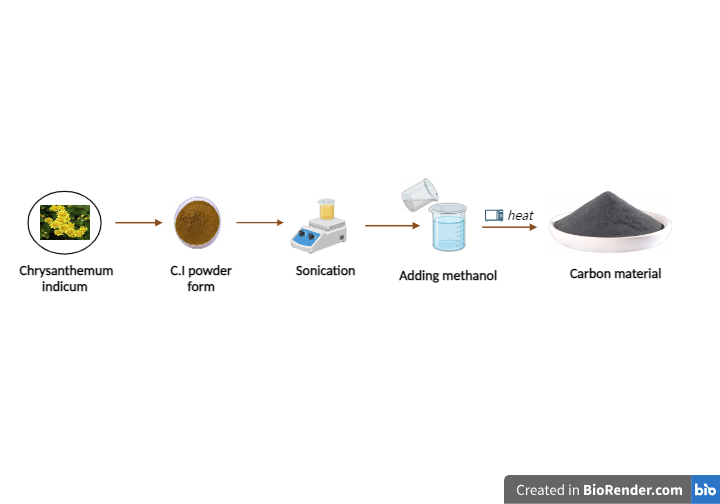 heat
Chrysanthemum
indicum
C.I powder
form
Sonication
Adding methanol
Carbon material
Created in BioRender.com bio